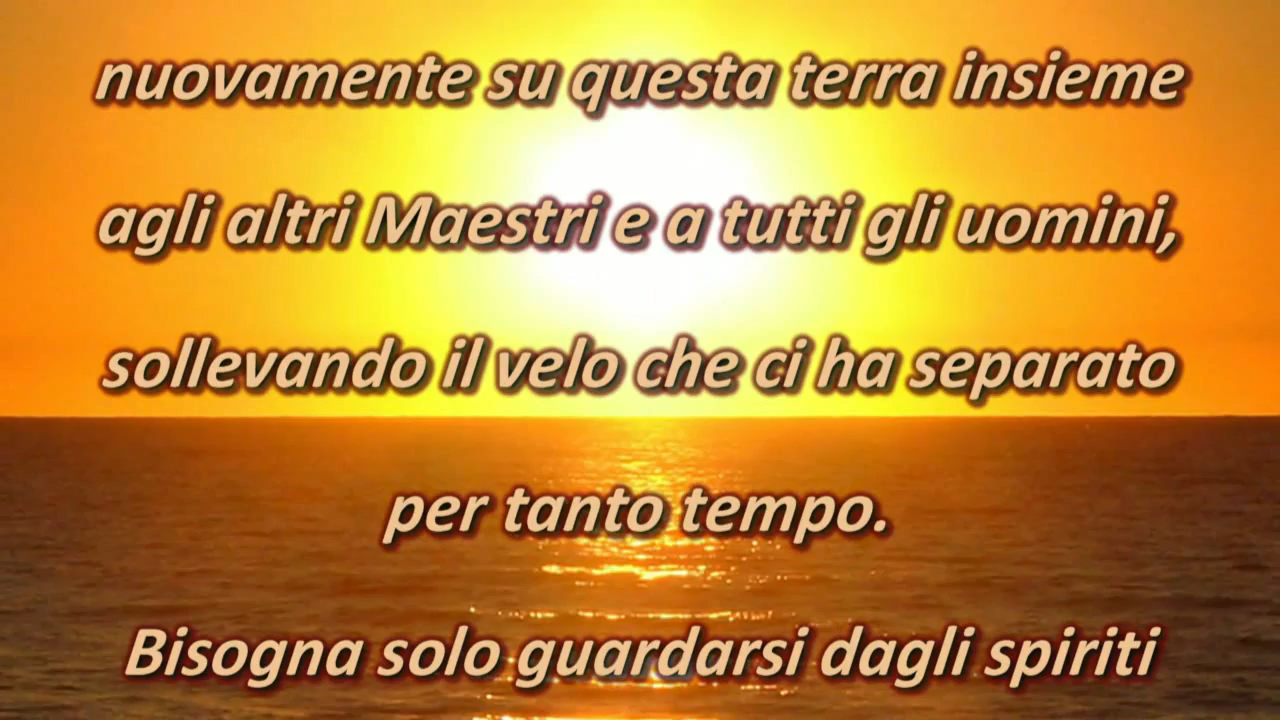 nuovamente su questa terra insieme
agli altri Maestri e a tutti gli uomini,
sollevando il velo che ci ha separato
per tanto tempo.
Bisogna solo guardarsi dagli spiriti